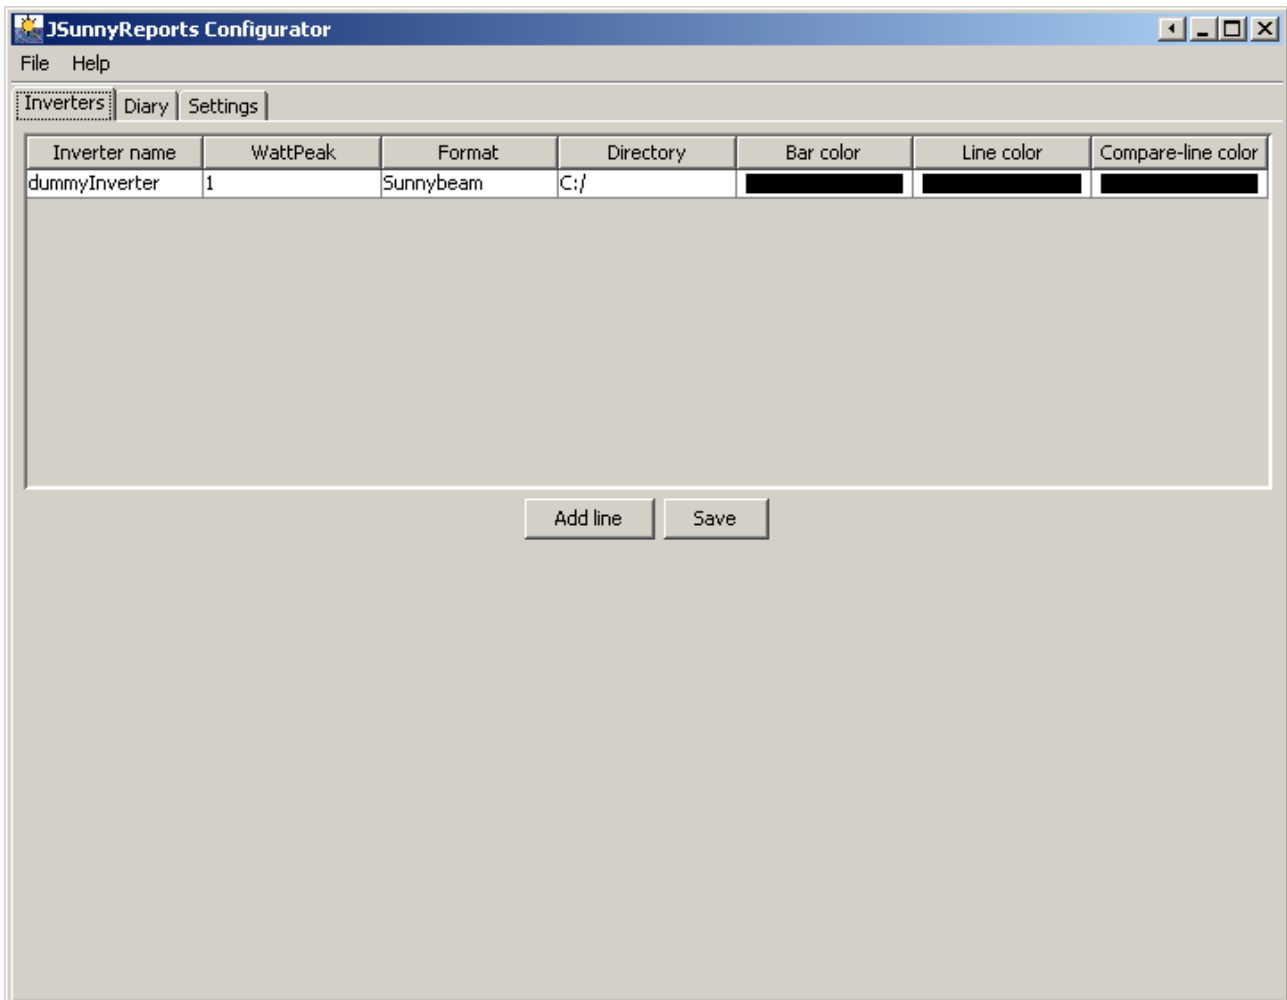 JSunnyReports Configurator
File Help
Inverters Diary Settings
Inverter name WattPeak Format Directory Bar color Line color Compare-line color
dummyInverter 1 Sunnybeam C:/
Add line Save